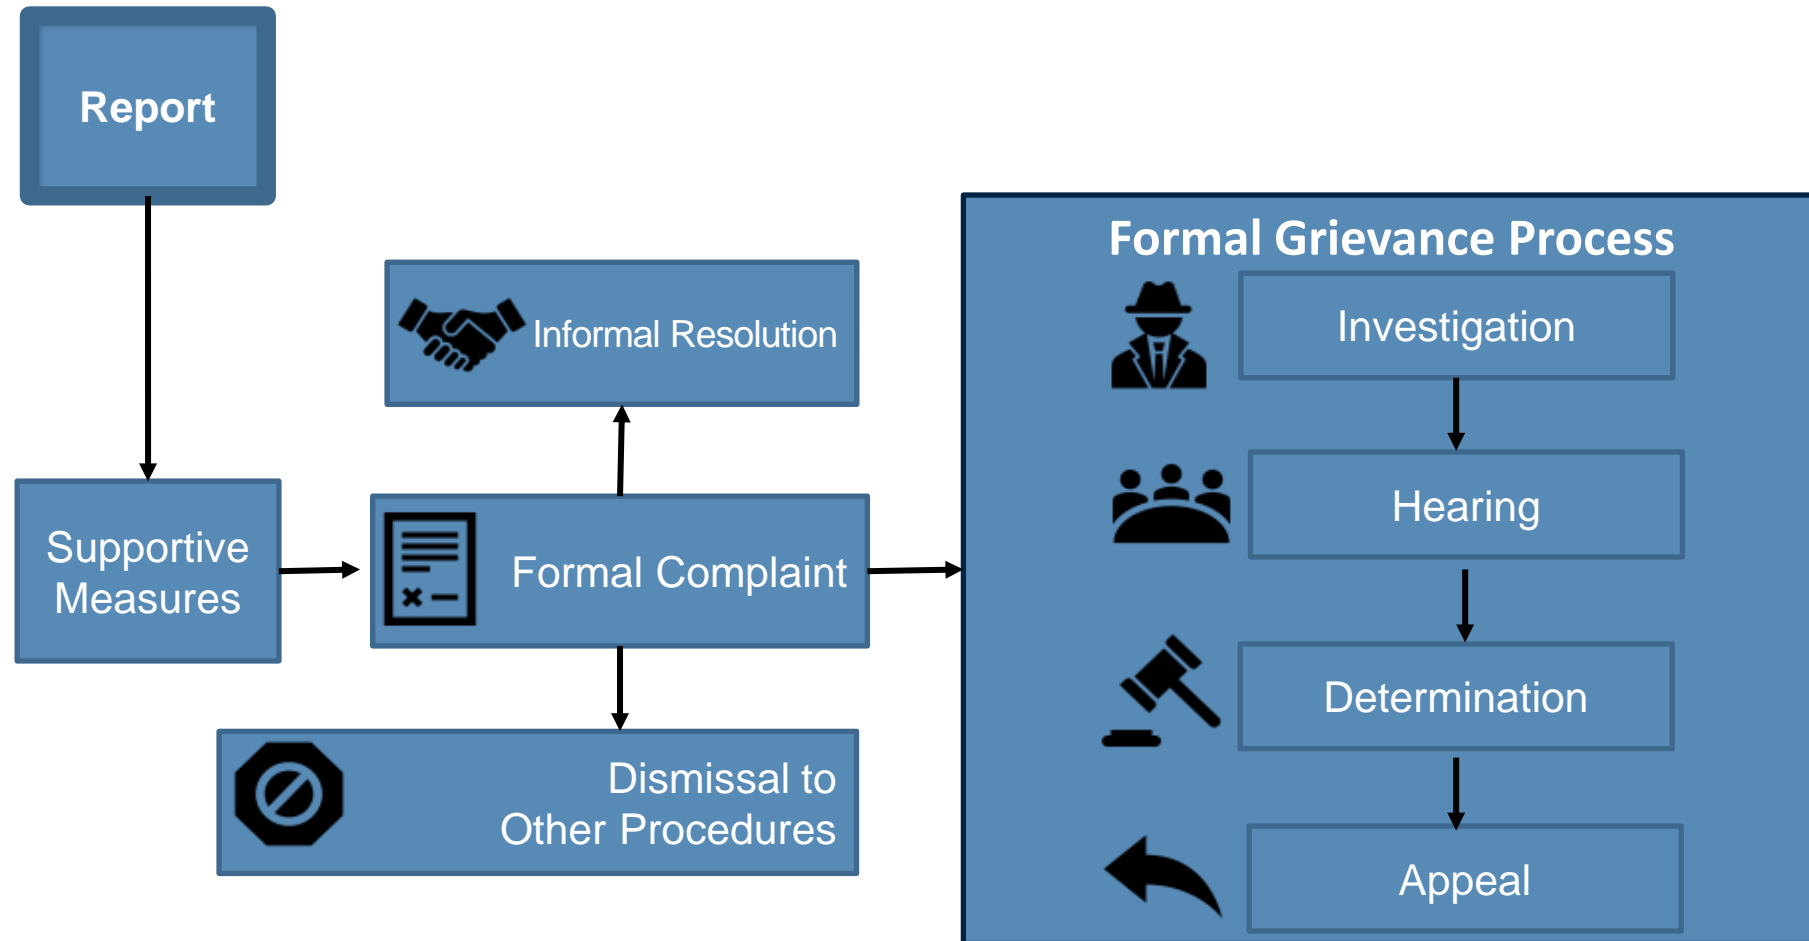 Report
Supportive
Measures
Informal Resolution
Formal Complaint
Dismissal to
Other Procedures
Formal Grievance Process
Investigation
Hearing
Determination
Appeal